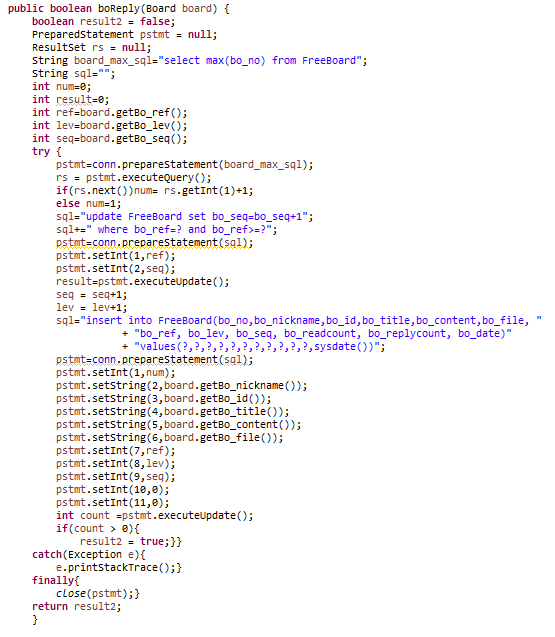 public boolean boReply(Board board) {
boolean result2 = false;
PreparedStatement pstmt = null;
ResultSet rs = null;
String board_max_sql="select max(bo_no) from FreeBoard";
String sql="";
int num=0;
int result=0;
int ref=board.getBo_ref();
int lev=board.getBo_lev();
int seq=board.getBo_seq();
try {
pstmt=conn.prepareStatement(board_max_sql);
rs = pstmt.executeQuery();
if(rs.next())num= rs.getInt(1)+1;
else num=1;
sql="update FreeBoard set bo_seq=bo_seq+1";
sql+=" where bo_ref=? and bo_ref>=?";
pstmt=conn.prepareStatement(sql);
pstmt.setInt(1,ref);
pstmt.setInt(2,seq);
result=pstmt.executeUpdate();
seq = seq+1;
lev = lev+1;
sql="insert into FreeBoard(bo_no,bo_nickname,bo_id,bo_title,bo_content,bo_file, "
+ "bo_ref, bo_lev, bo_seq, bo_readcount, bo_replycount, bo_date)"
+ "values(?,?,?,?,?,?,?,?,?,?,?,sysdate())";
pstmt=conn.prepareStatement(sql);
pstmt.setInt(1,num);
pstmt.setString(2,board.getBo_nickname());
pstmt.setString(3,board.getBo_id());
pstmt.setString(4,board.getBo_title());
pstmt.setString(5,board.getBo_content());
pstmt.setString(6,board.getBo_file());
pstmt.setInt(7,ref);
pstmt.setInt(8,lev);
pstmt.setInt(9,seq);
pstmt.setInt(10,0);
pstmt.setInt(11,0);
int count =pstmt.executeUpdate();
if(count > 0){
result2 = true;}}
catch(Exception e){
e.printStackTrace();}
finally{
close(pstmt);}
return result2;
}